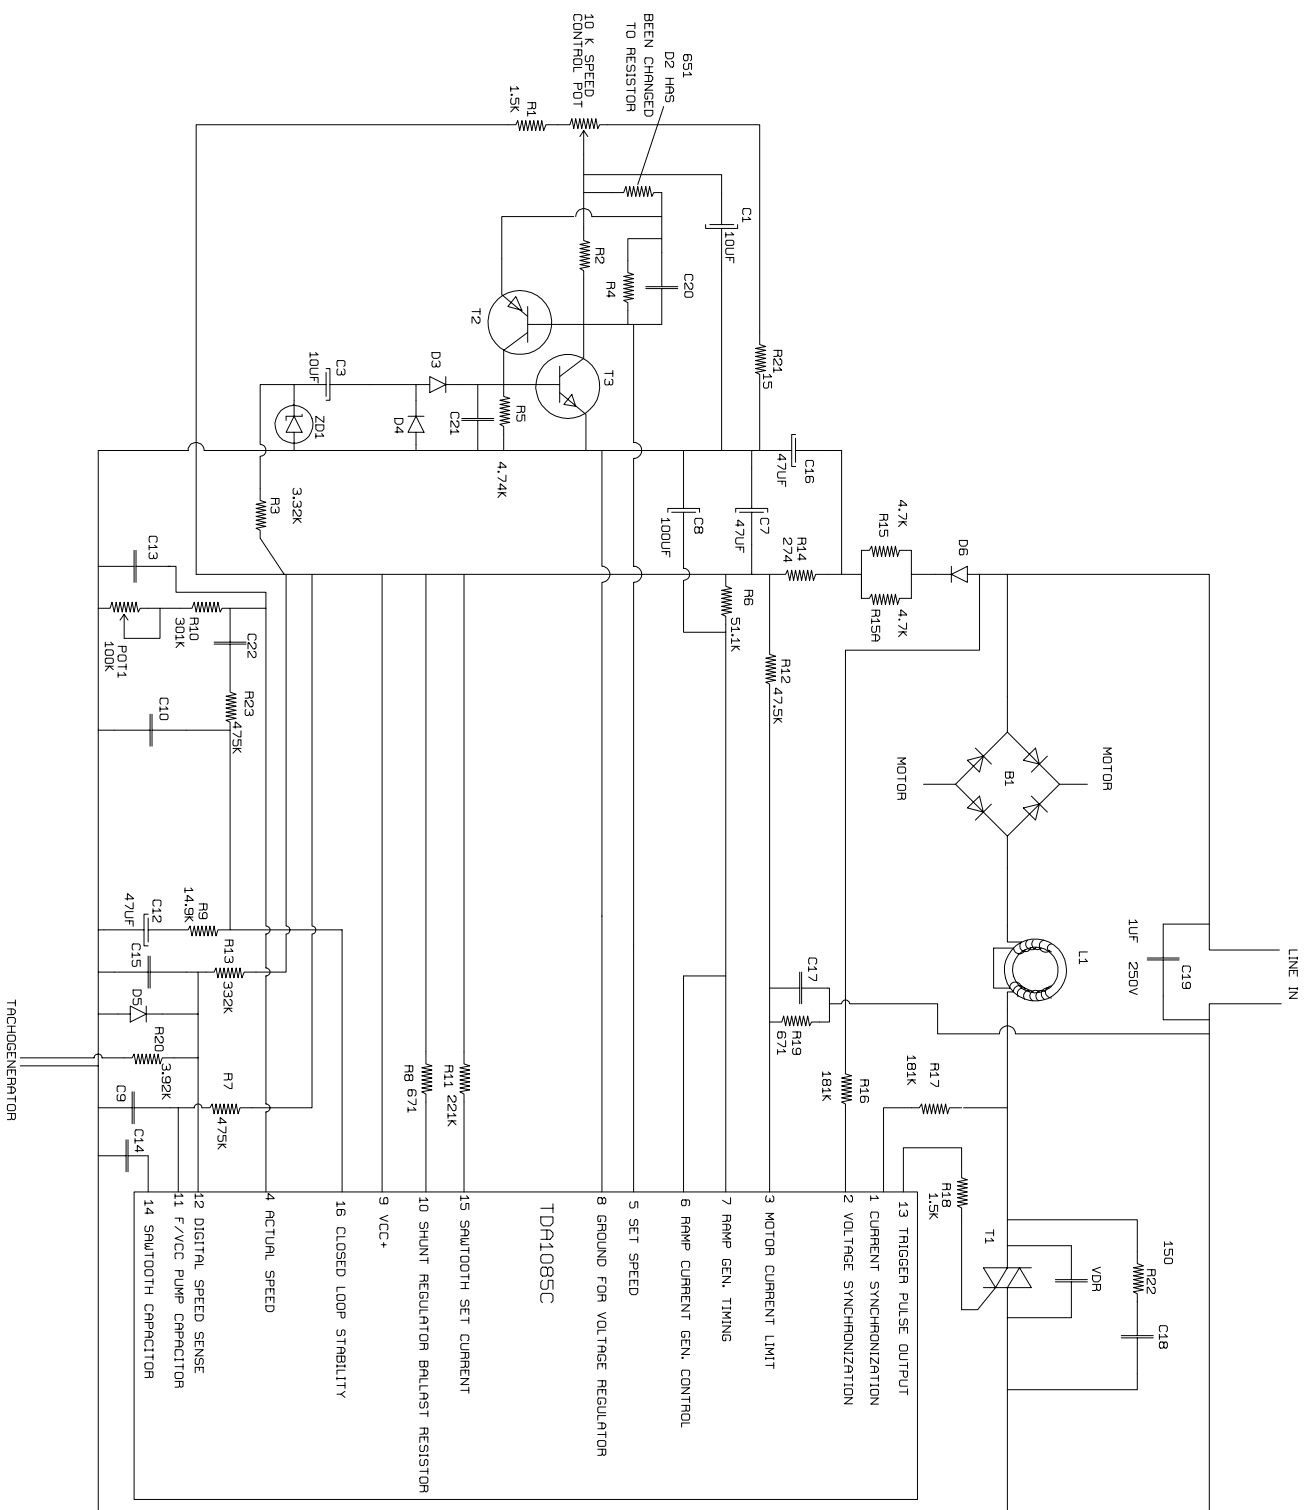 651
D2 HAS
BEEN CHANGED
TO RESISTOR
10 K SPEED
CONTROL POT
R1
1.5K
C1
10UF
R2
R4
C20
T2
T3
R21
15
D3
C3
10UF
D4
C21
R5
4.74K
ZD1
C16
47UF
R3
3.32K
C8
100UF
C7
47UF
R14
274
4.7K
R15
D6
R15A
4.7K
C13
R10
301K
POT1
100K
C22
R23
475K
C10
R6
51.1K
R12
47.5K
B1
MOTOR
MOTOR
L1
1UF 250V
C19
LINE IN
C12
47UF
R9
14.9K
R13
332K
C15
D5
R20
3.92K
R7
475K
C9
C14
TACHOGENERATOR
R8 671
R11 221K
C17
R19
671
R16
181K
R17
181K
R18
1.5K
T1
VDR
150
R22
C18
13 TRIGGER PULSE OUTPUT
1 CURRENT SYNCHRONIZATION
2 VOLTAGE SYNCHRONIZATION
3 MOTOR CURRENT LIMIT
7 RAMP GEN. TIMING
6 RAMP CURRENT GEN. CONTROL
5 SET SPEED
8 GROUND FOR VOLTAGE REGULATOR
TDA1085C
15 SAWTOOTH SET CURRENT
10 SHUNT REGULATOR BALLAST RESISTOR
9 VCC+
16 CLOSED LOOP STABILITY
4 ACTUAL SPEED
12 DIGITAL SPEED SENSE
11 F/VCC PUMP CAPACITOR
14 SAWTOOTH CAPACITOR